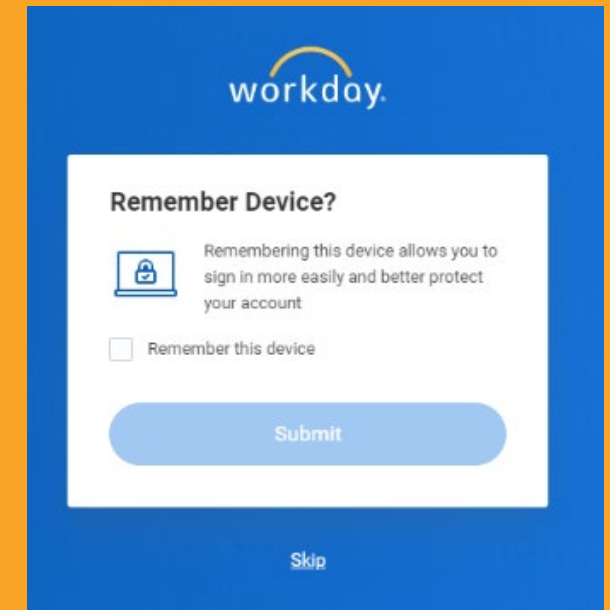 workday.
Remember Device?
Remembering this device allows you to
sign in more easily and better protect
your account
Remember this device
Submit
Skip